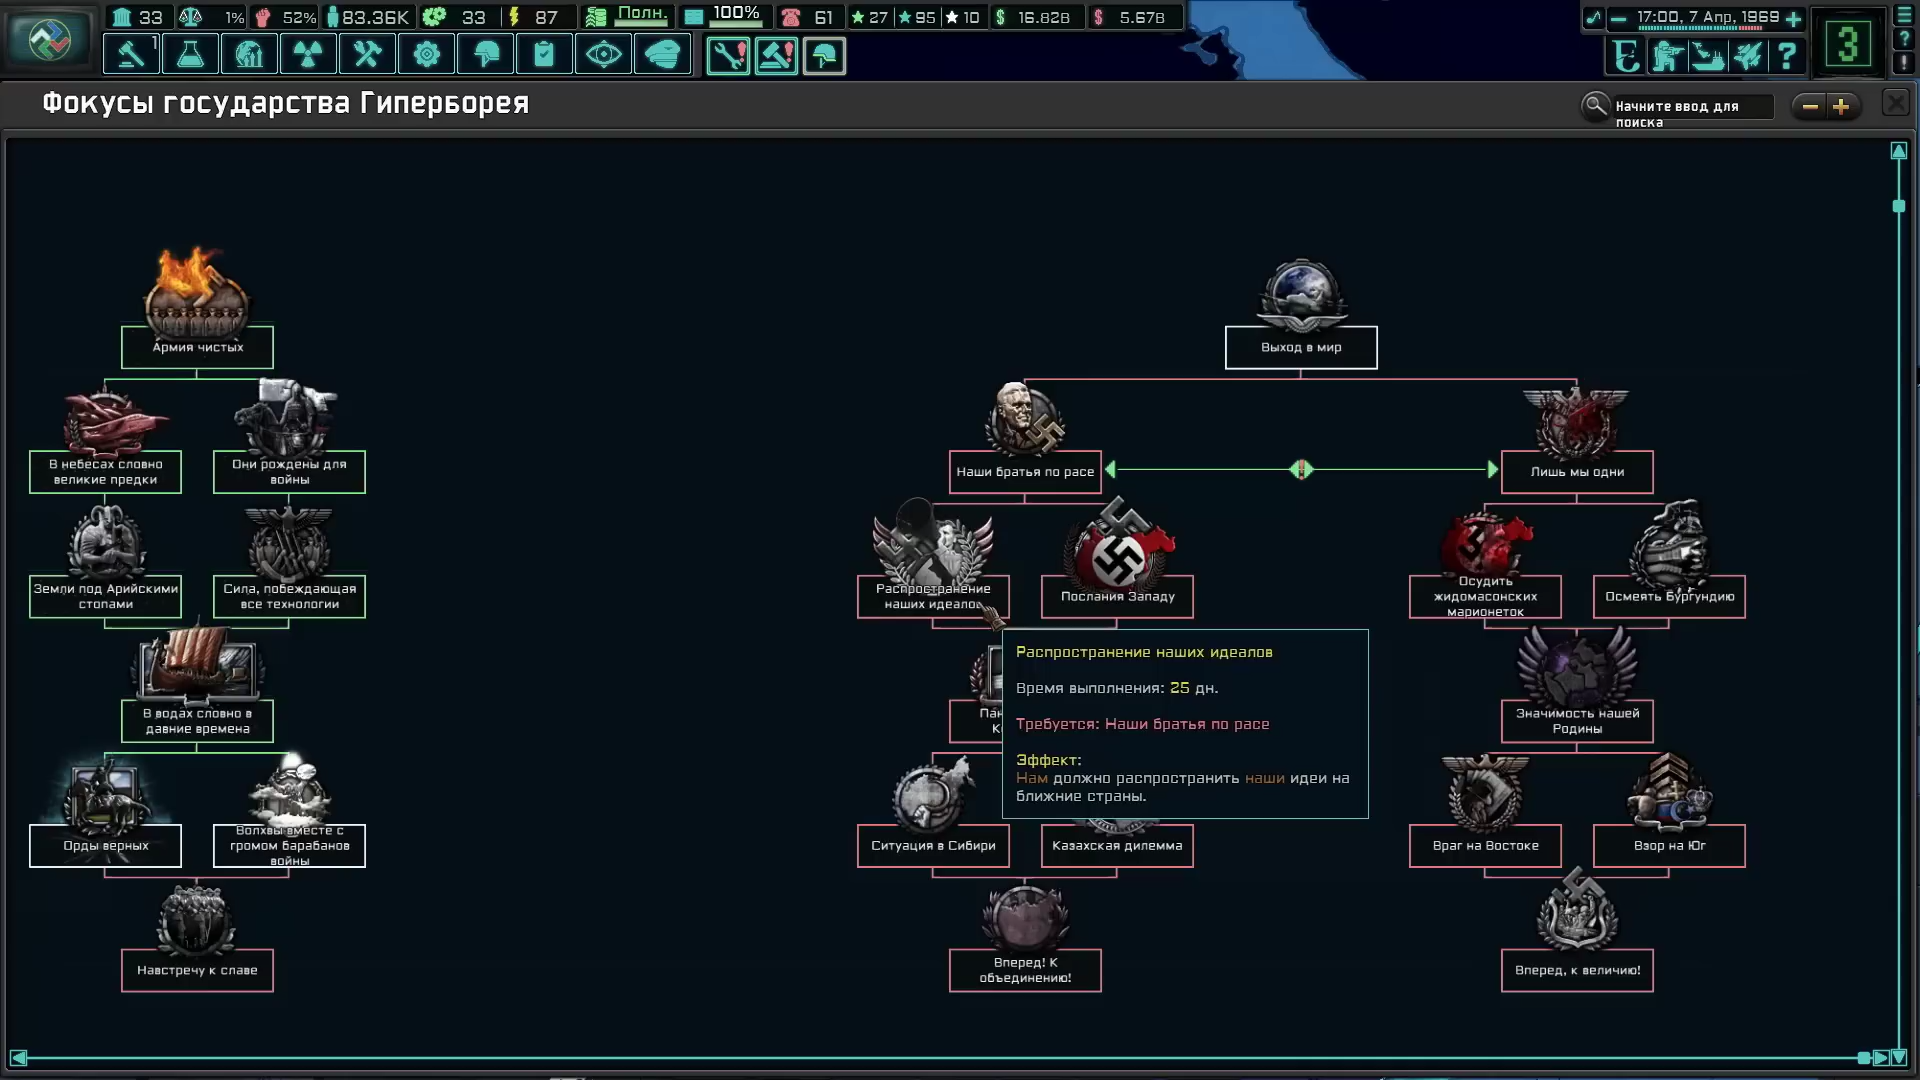 33
1%
52%
83.36K
33
87
Полн.
100%
61
27
95
10
16.82B
5.67B
17:00, 7 Апр, 1969
3
1
Фокусы государства Гиперборея
Начните ввод для
поиска
Армия чистых
Выход в мир
В небесах словно
великие предки
Они рождены для
войны
Наши братья по расе
Лишь мы одни
Земли под Арийскими
стопами
Сила, побеждающая
все технологии
Распространение
наших идеалов
Послания Западу
Осудить
жидомасонских
марионеток
Осмеять Бургундию
Распространение наших идеалов
Время выполнения: 25 дн.
Требуется: Наши братья по расе
Эффект:
Нам должно распространить наши идеи на
ближние страны.
В водах словно в
давние времена
Значимость нашей
Родины
Орды верных
Волхвы вместе с
громом барабанов
войны
Ситуация в Сибири
Казахская дилемма
Враг на Востоке
Взор на Юг
Навстречу к славе
Вперед! К
объединению!
Вперед, к величию!